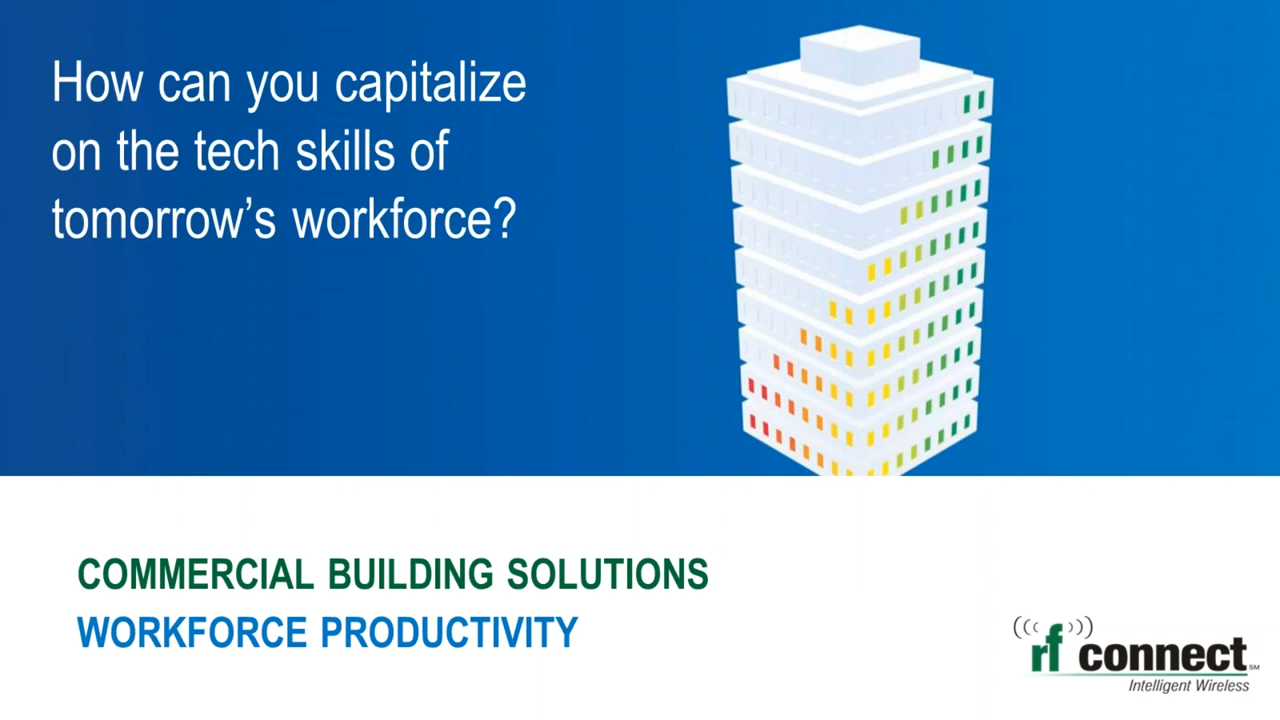 How can you capitalize
on the tech skills of
tomorrow’s workforce?
COMMERCIAL BUILDING SOLUTIONS
WORKFORCE PRODUCTIVITY
((( rf )))
connect SM
Intelligent Wireless